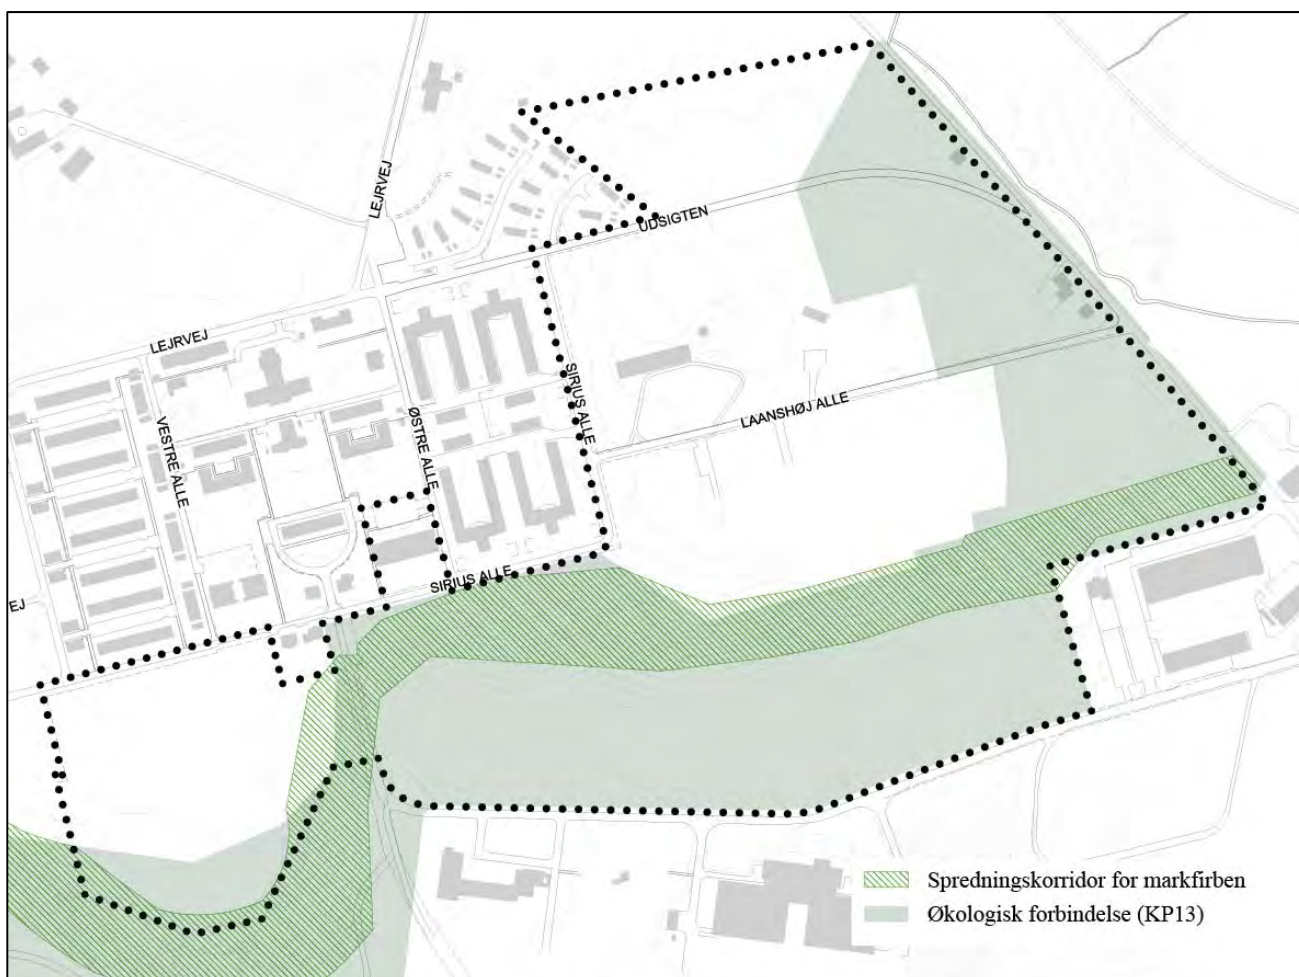 LEJRVEJ
UDSIGTEN
LEJRVEJ
SIRIUS ALLE
LAANSHØJ ALLE
ØSTRE ALLE
VESTRE ALLE
SIRIUS ALLE
EJ
Spredningskorridor for markfirben
Økologisk forbindelse (KP13)